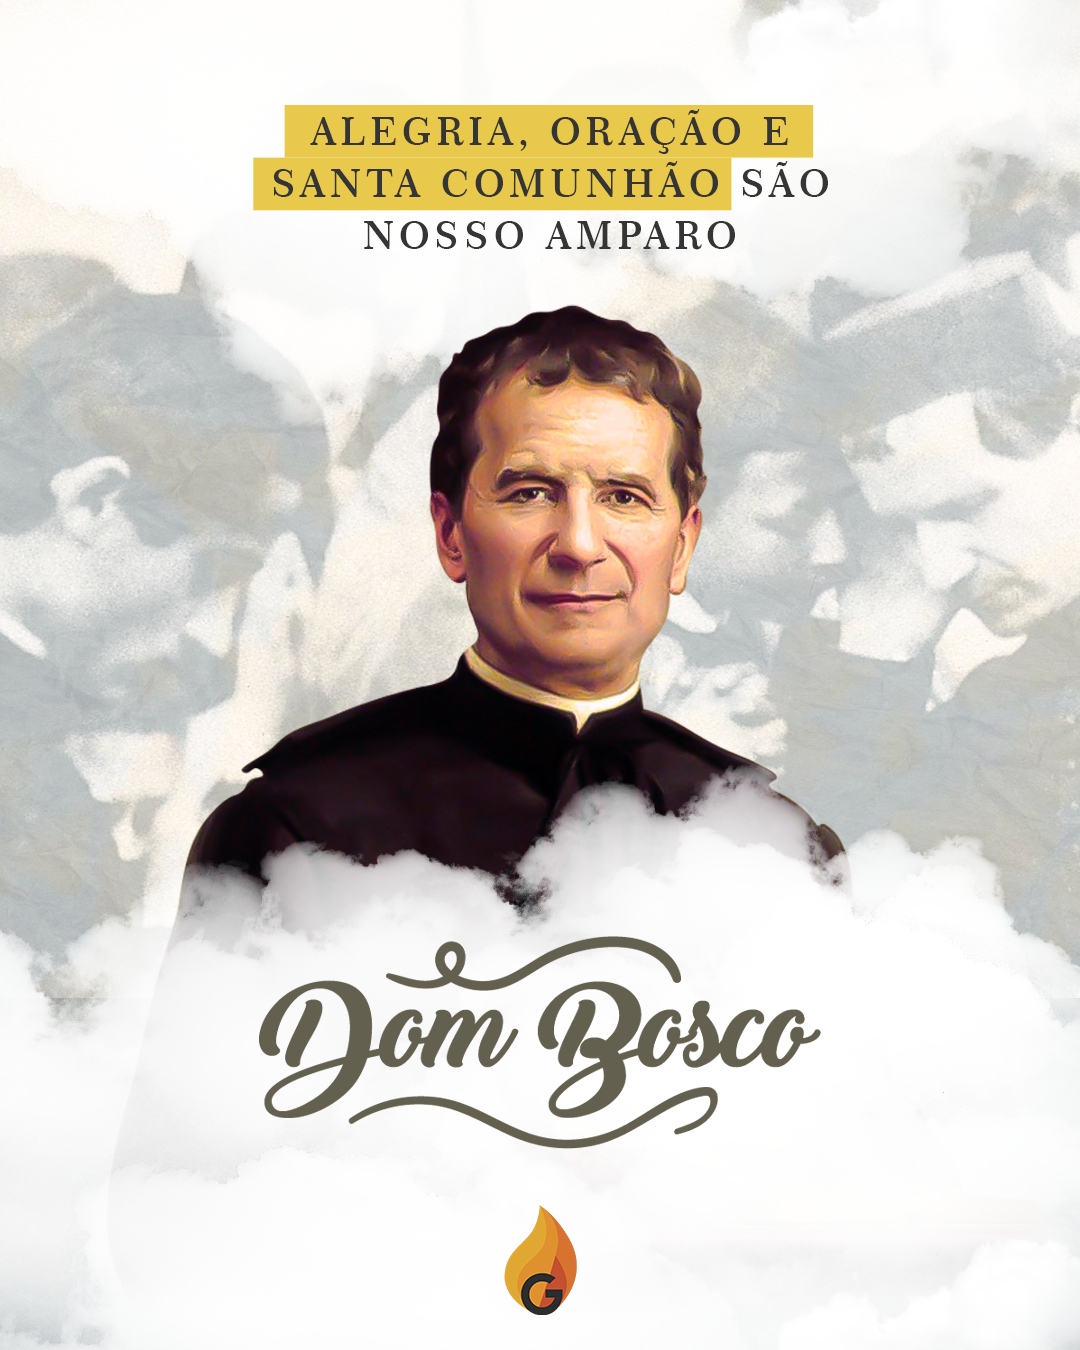 ALEGRIA, ORAÇÃO E
SANTA COMUNHÃO SÃO
NOSSO AMPARO
Dom Bosco
G